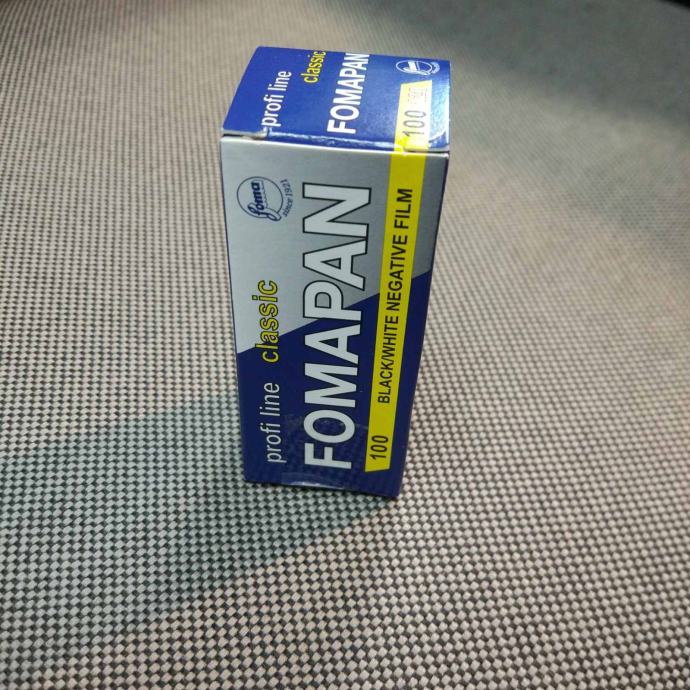 profi line classic
FOMAPAN
100
foma
since 1921
profi line classic
FOMAPAN
100 BLACK/WHITE NEGATIVE FILM